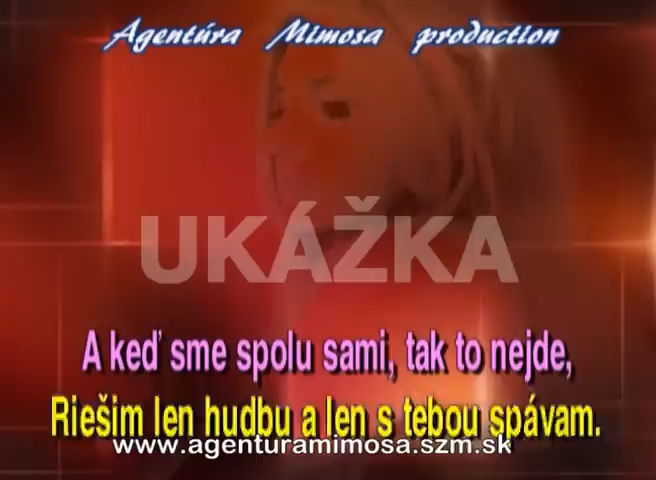 Agentúra Mimosa production
UKÁŽKA
A keď sme spolu sami, tak to nejde,
Riešim len hudbu a len s tebou spávam.
www.agenturamimosa.szm.sk